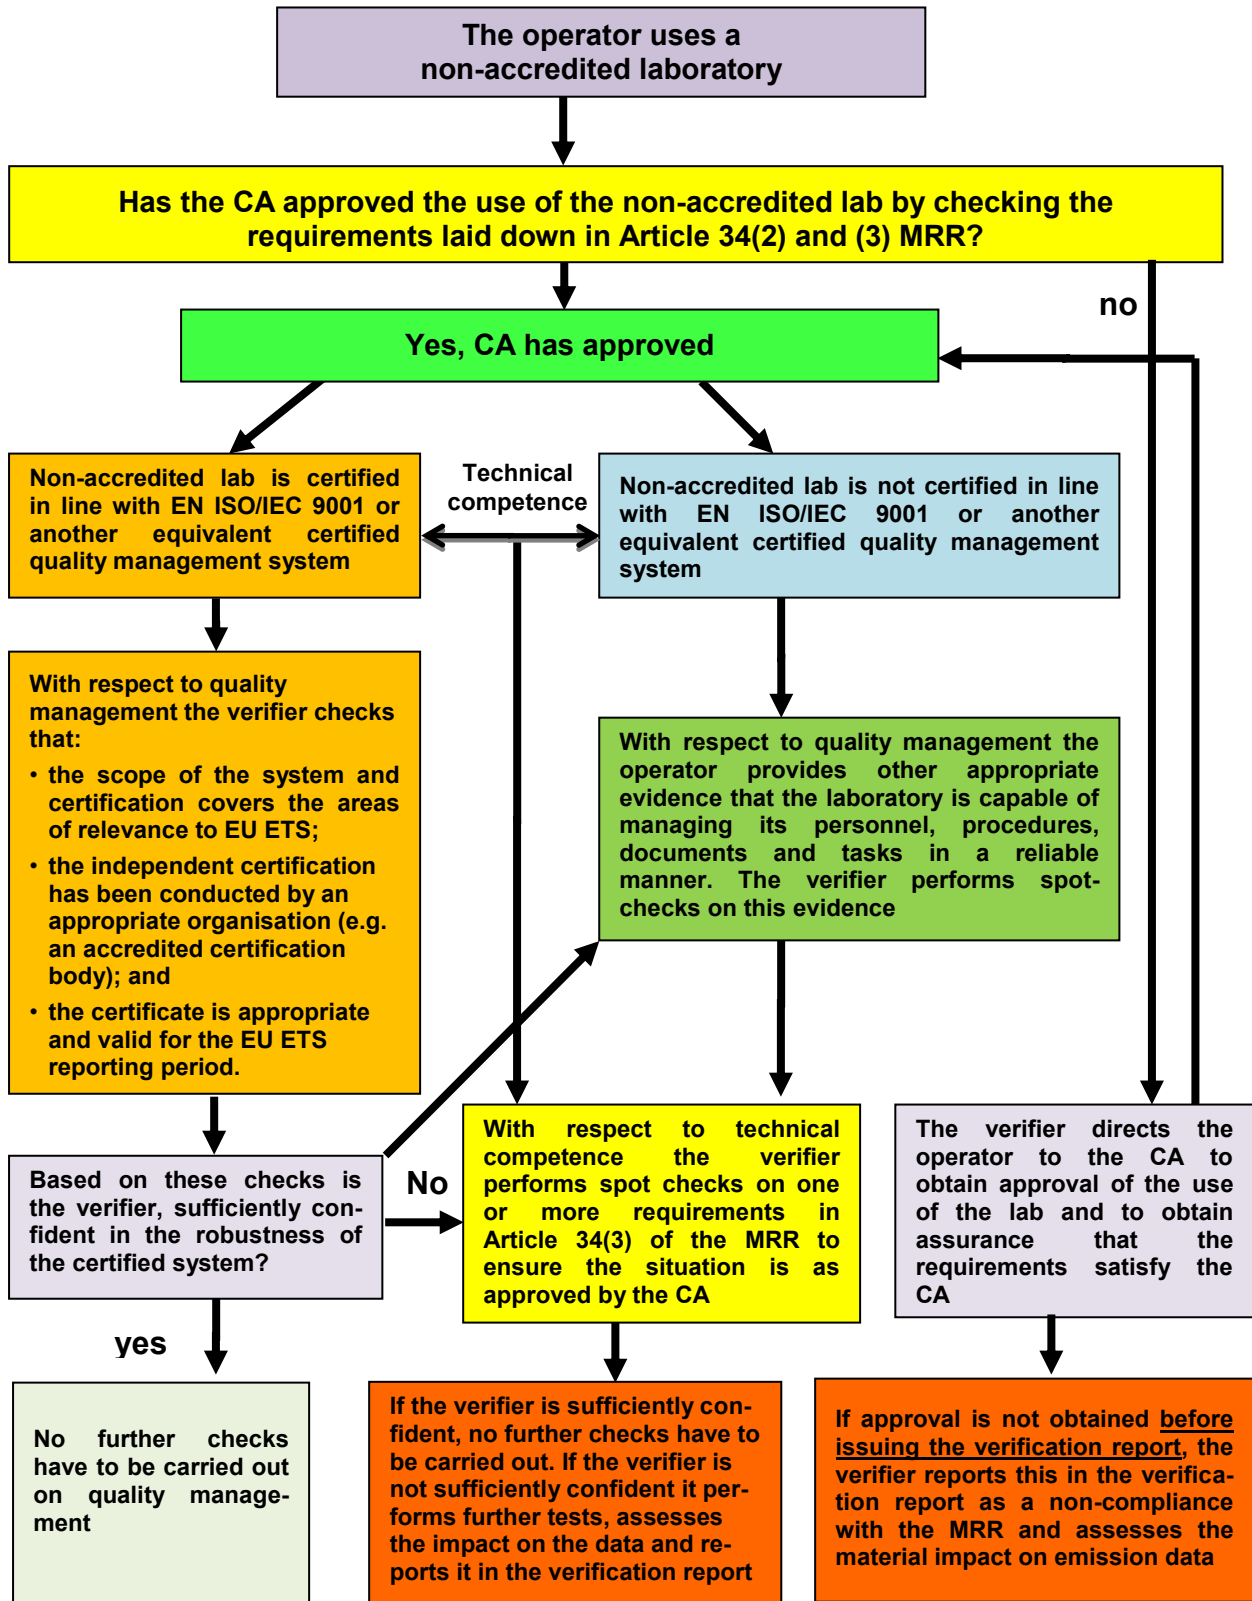 The operator uses a
non-accredited laboratory
Has the CA approved the use of the non-accredited lab by checking the
requirements laid down in Article 34(2) and (3) MRR?
no
Yes, CA has approved
Non-accredited lab is certified
in line with EN ISO/IEC 9001 or
another equivalent certified
quality management system
Technical
competence
Non-accredited lab is not certified in line
with EN ISO/IEC 9001 or another
equivalent certified quality management
system
With respect to quality
management the verifier checks
that:
• the scope of the system and
certification covers the areas
of relevance to EU ETS;
• the independent certification
has been conducted by an
appropriate organisation (e.g.
an accredited certification
body); and
• the certificate is appropriate
and valid for the EU ETS
reporting period.
With respect to quality management the
operator provides other appropriate
evidence that the laboratory is capable of
managing its personnel, procedures,
documents and tasks in a reliable
manner. The verifier performs spot-
checks on this evidence
Based on these checks is
the verifier, sufficiently con-
fident in the robustness of
the certified system?
No
With respect to technical
competence the verifier
performs spot checks on one
or more requirements in
Article 34(3) of the MRR to
ensure the situation is as
approved by the CA
The verifier directs the
operator to the CA to
obtain approval of the use
of the lab and to obtain
assurance that the
requirements satisfy the
CA
yes
No further checks
have to be carried out
on quality manage-
ment
If the verifier is sufficiently con-
fident, no further checks have to
be carried out. If the verifier is
not sufficiently confident it per-
forms further tests, assesses
the impact on the data and re-
ports it in the verification report
If approval is not obtained before
issuing the verification report, the
verifier reports this in the verifica-
tion report as a non-compliance
with the MRR and assesses the
material impact on emission data